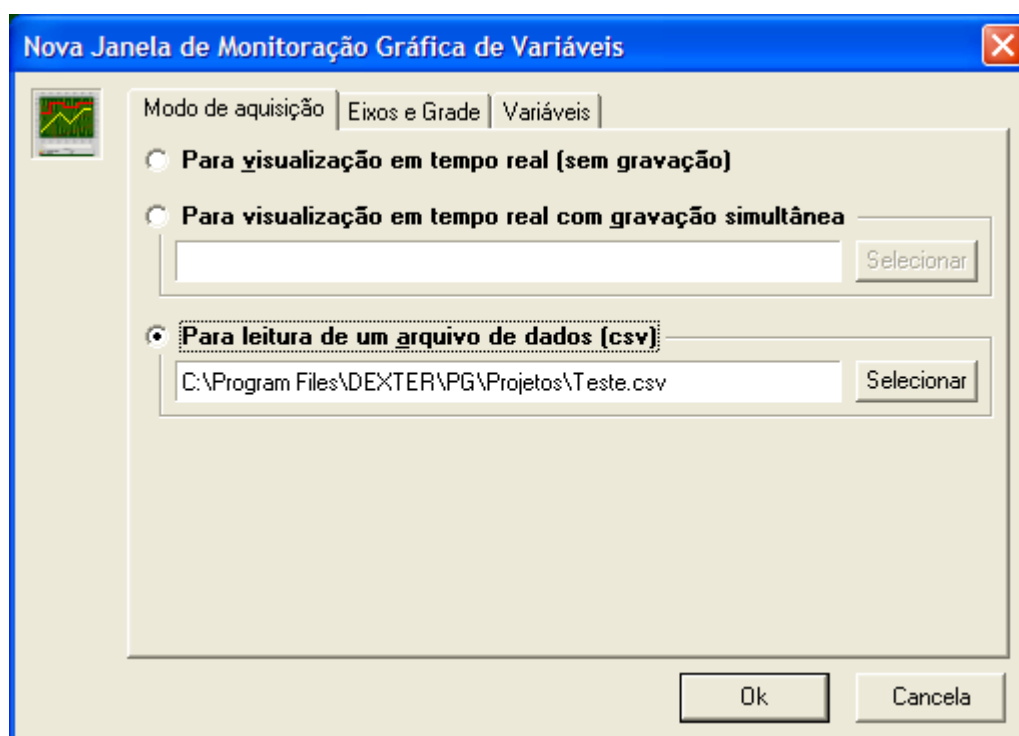 Nova Janela de Monitoração Gráfica de Variáveis
Modo de aquisição Eixos e Grade Variáveis
Para visualização em tempo real (sem gravação)
Para visualização em tempo real com gravação simultânea
Selecionar
Para leitura de um arquivo de dados (csv)
C:\Program Files\DEXTER\PG\Projetos\Teste.csv Selecionar
Ok Cancela